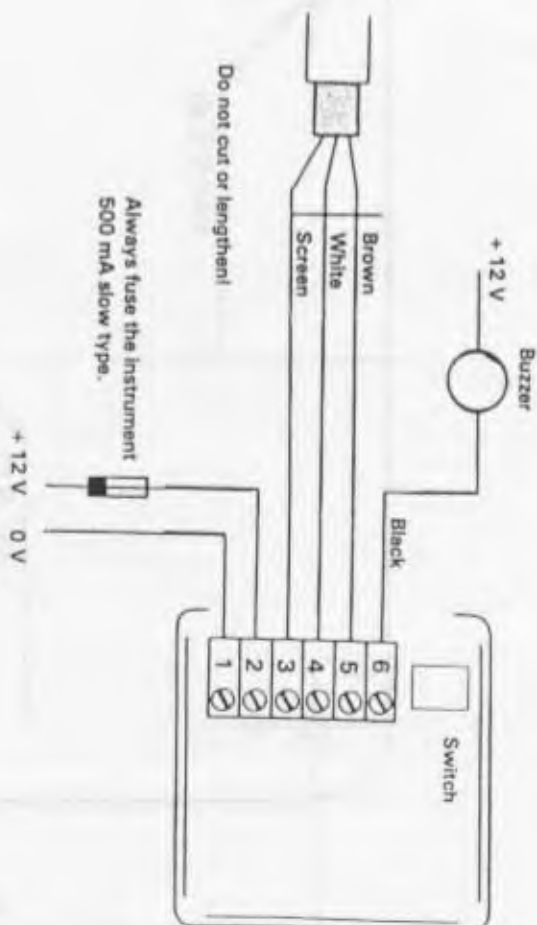 Buzzer
+ 12 V
Black
Brown
White
Screen
Do not cut or lengthen!
Always fuse the instrument
500 mA slow type.
+ 12 V
0 V
Switch
6
5
4
3
2
1